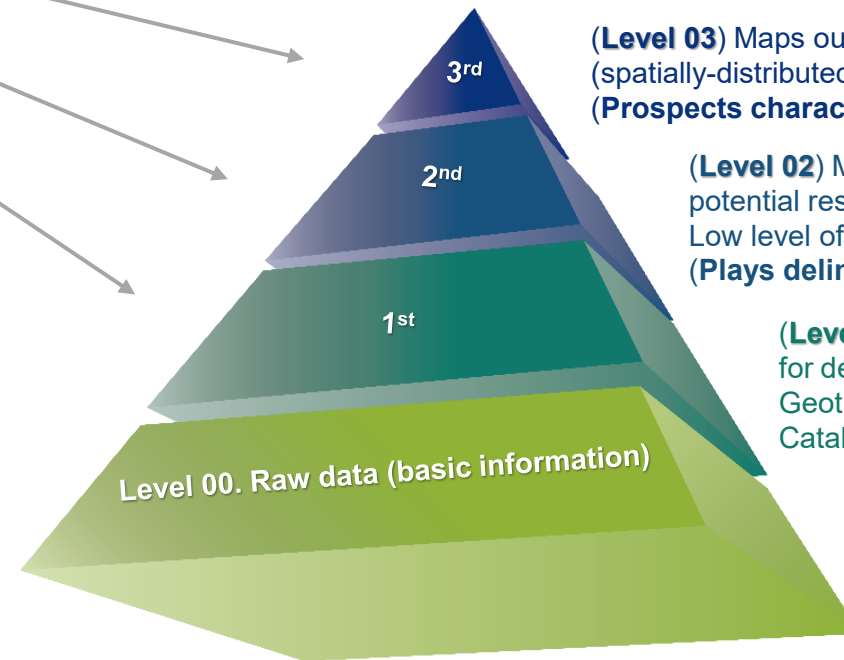 3rd
(Level 03) Maps ou
(spatially-distributed
(Prospects charac
2nd
(Level 02) M
potential res
Low level of
(Plays delin
1st
(Leve
for de
Geot
Catal
Level 00. Raw data (basic information)